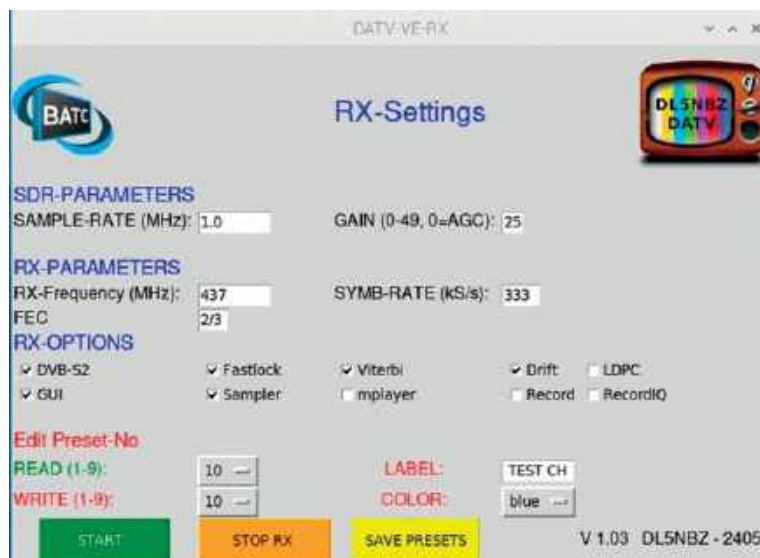 DATV-VE-RX
BATC
RX-Settings
DL5NBZ
DATV
SDR-PARAMETERS
SAMPLE-RATE (MHz): 1.0 GAIN (0-49, 0=AGC): 25
RX-PARAMETERS
RX-Frequency (MHz): 437 SYMB-RATE (kS/s): 333
FEC 2/3
RX-OPTIONS
DVB-S2 Fastlock Viterbi Drift LDPC
GUI Sampler mplayer Record RecordIQ
Edit Preset-No
READ (1-9): 10 LABEL: TEST CH
WRITE (1-9): 10 COLOR: blue
START STOP RX SAVE PRESETS V 1.03 DL5NBZ - 2405